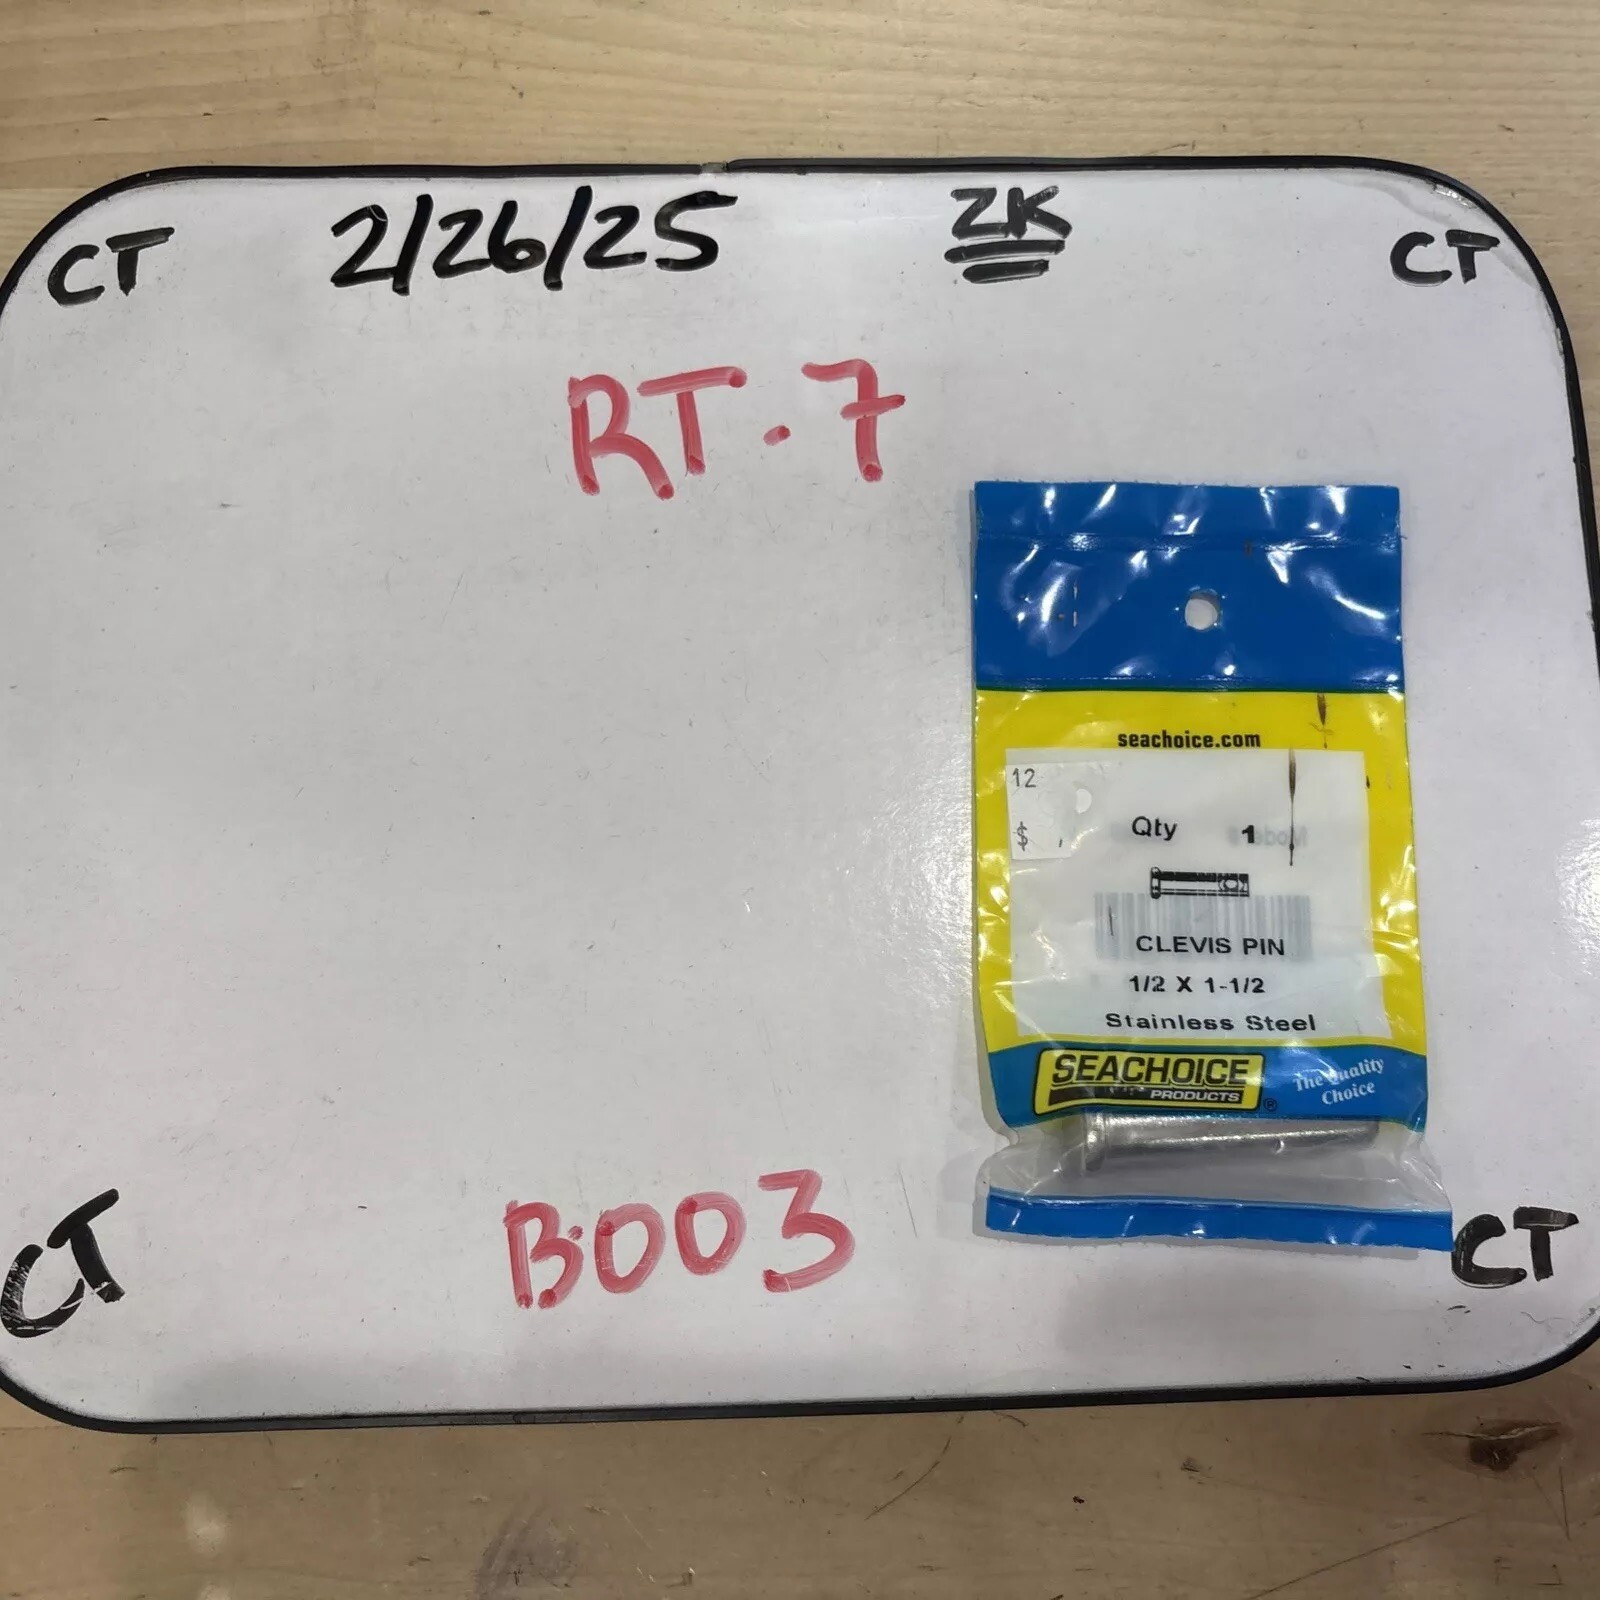 CT 2/26/25 ZK CT
RT.7
seachoice.com
12
$
Qty 1
CLEVIS PIN
1/2 X 1-1/2
Stainless Steel
SEACHOICE
PRODUCTS ®
The Quality
Choice
B003
CT
CT